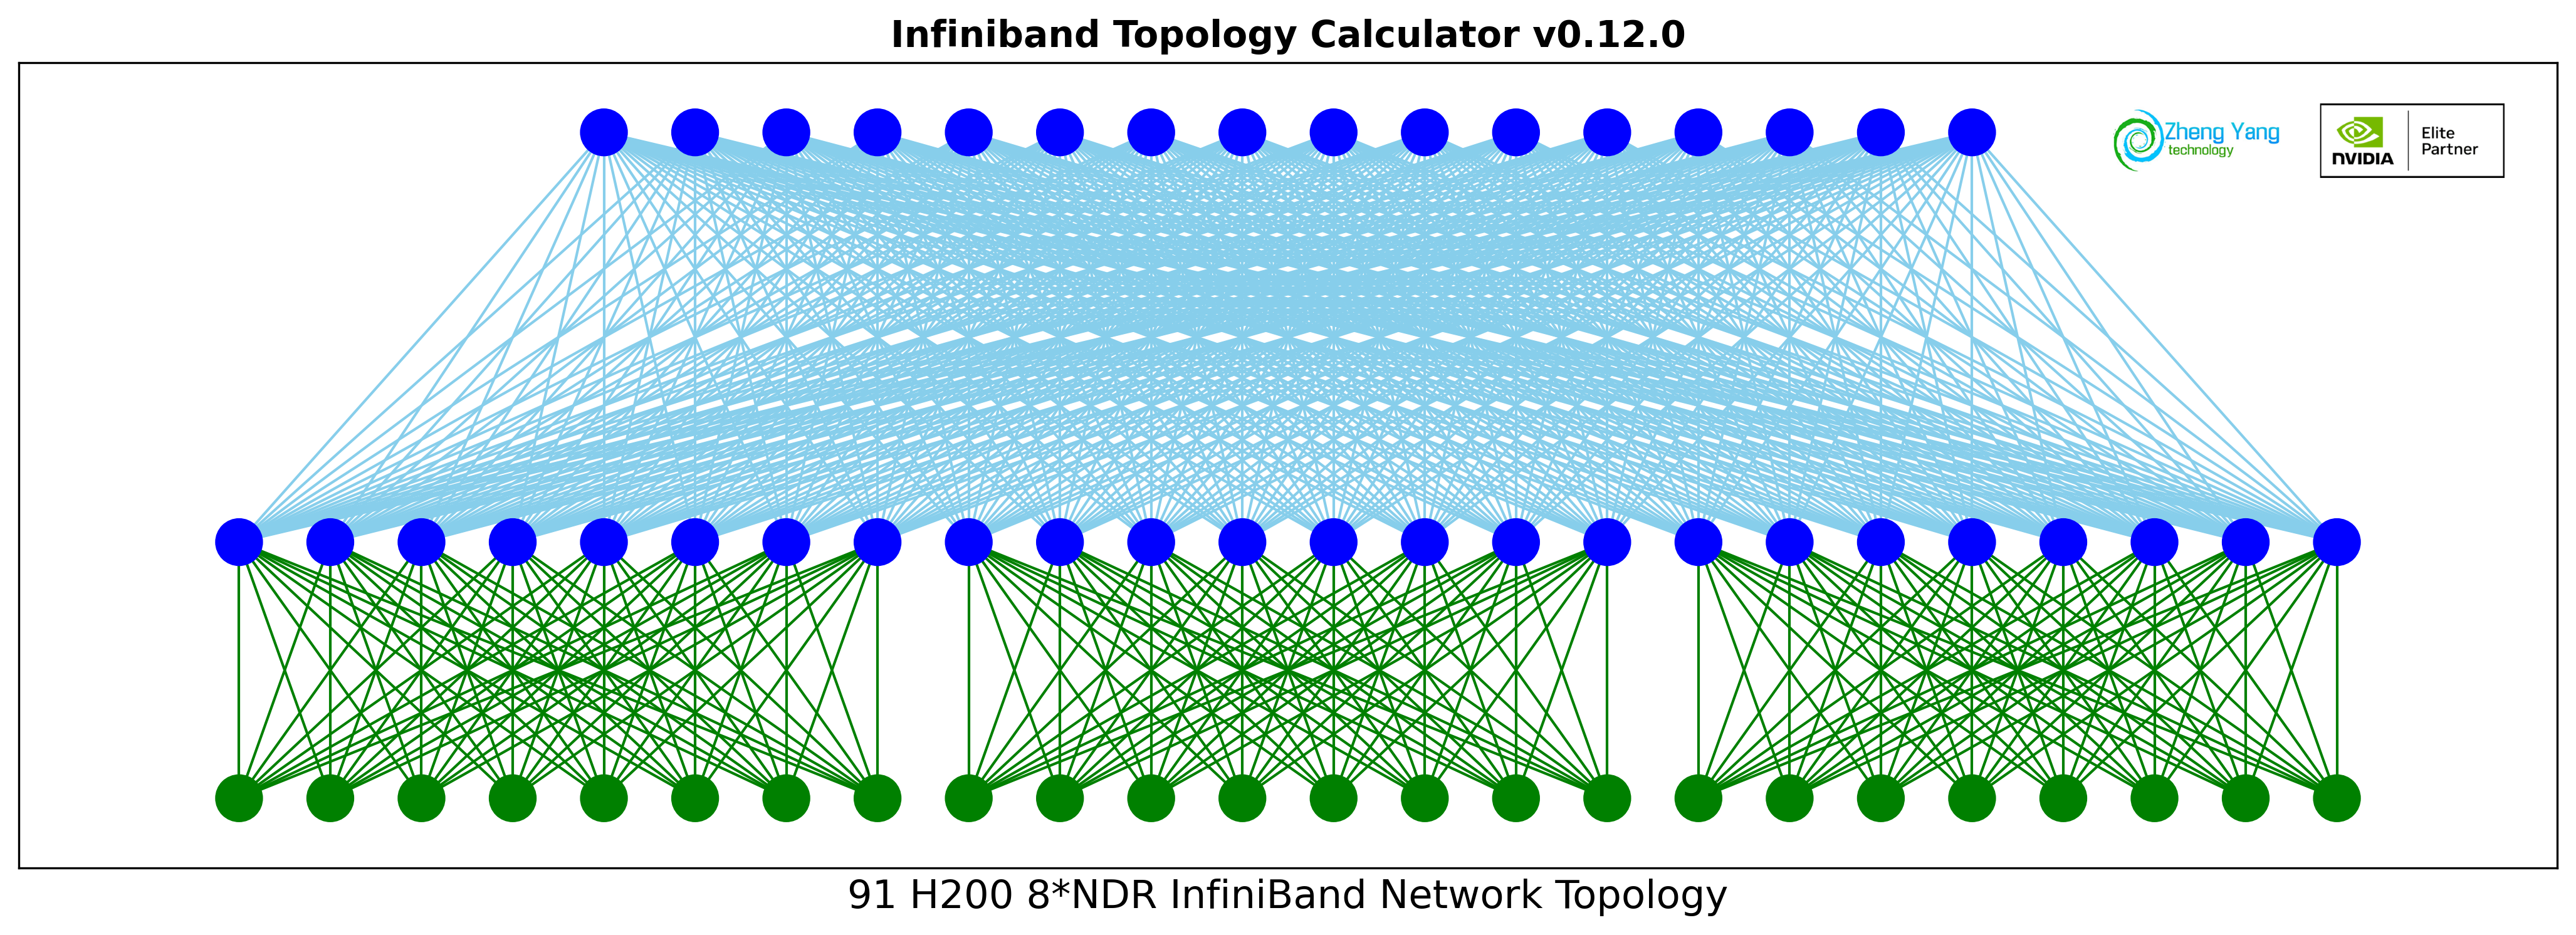 Infiniband Topology Calculator v0.12.0
Zheng Yang
technology
NVIDIA
Elite
Partner
91 H200 8*NDR InfiniBand Network Topology